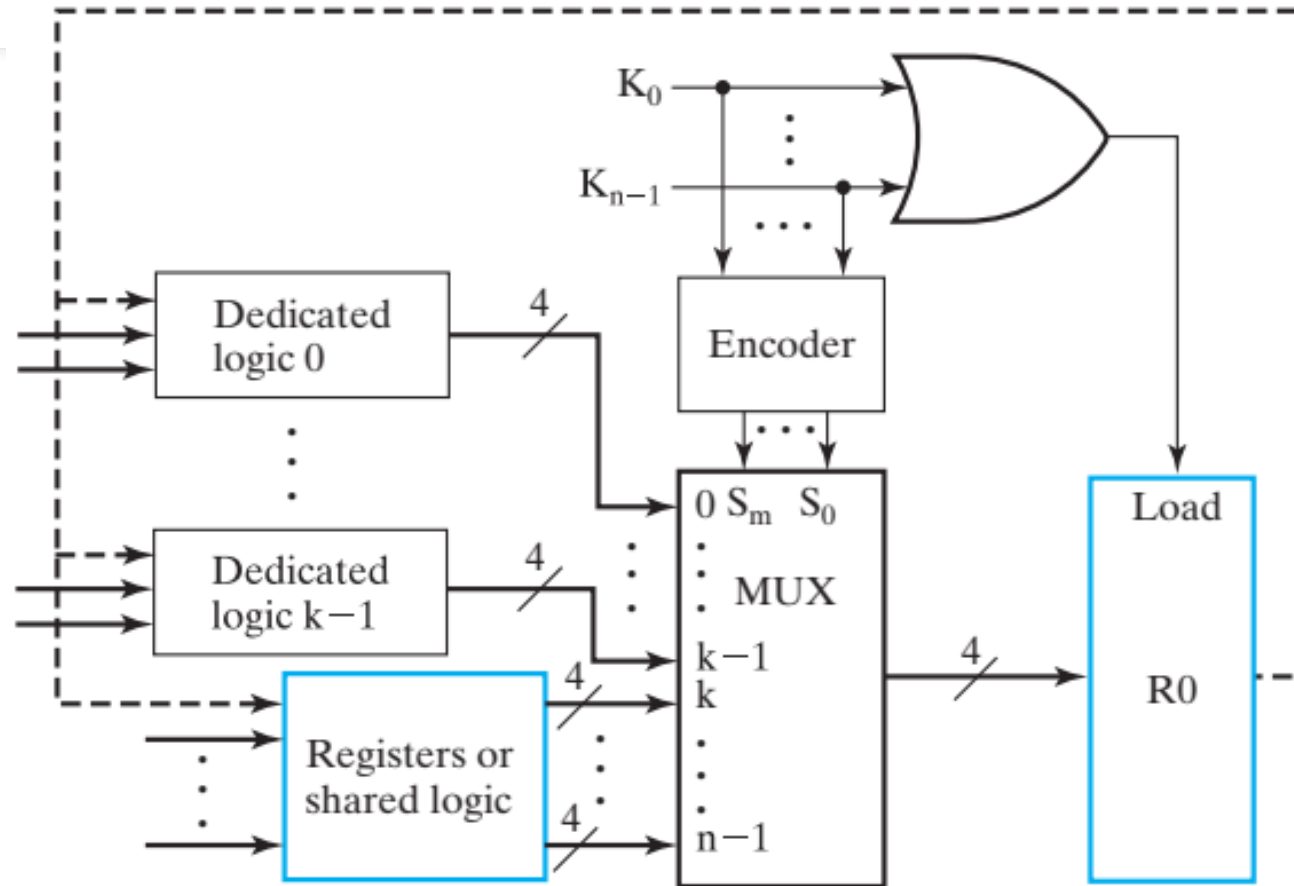 K₀
Kₙ₋₁
Dedicated
logic 0
4
Encoder
0 Sₘ S₀
Load
Dedicated
logic k−1
4
MUX
k−1
4
k
4
R0
Registers or
shared logic
4
n−1